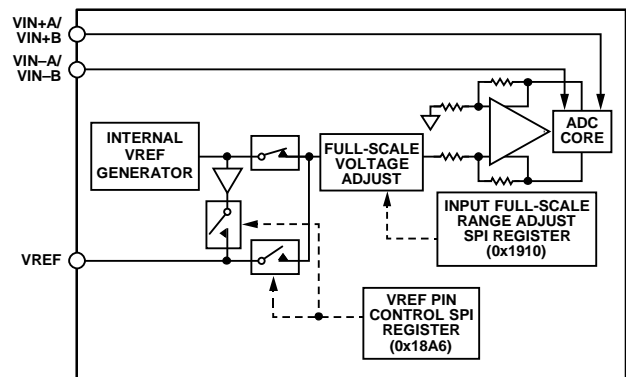 VIN+A/
VIN+B
VIN–A/
VIN–B
INTERNAL
VREF
GENERATOR
FULL-SCALE
VOLTAGE
ADJUST
ADC
CORE
INPUT FULL-SCALE
RANGE ADJUST
SPI REGISTER
(0x1910)
VREF
VREF PIN
CONTROL SPI
REGISTER
(0x18A6)